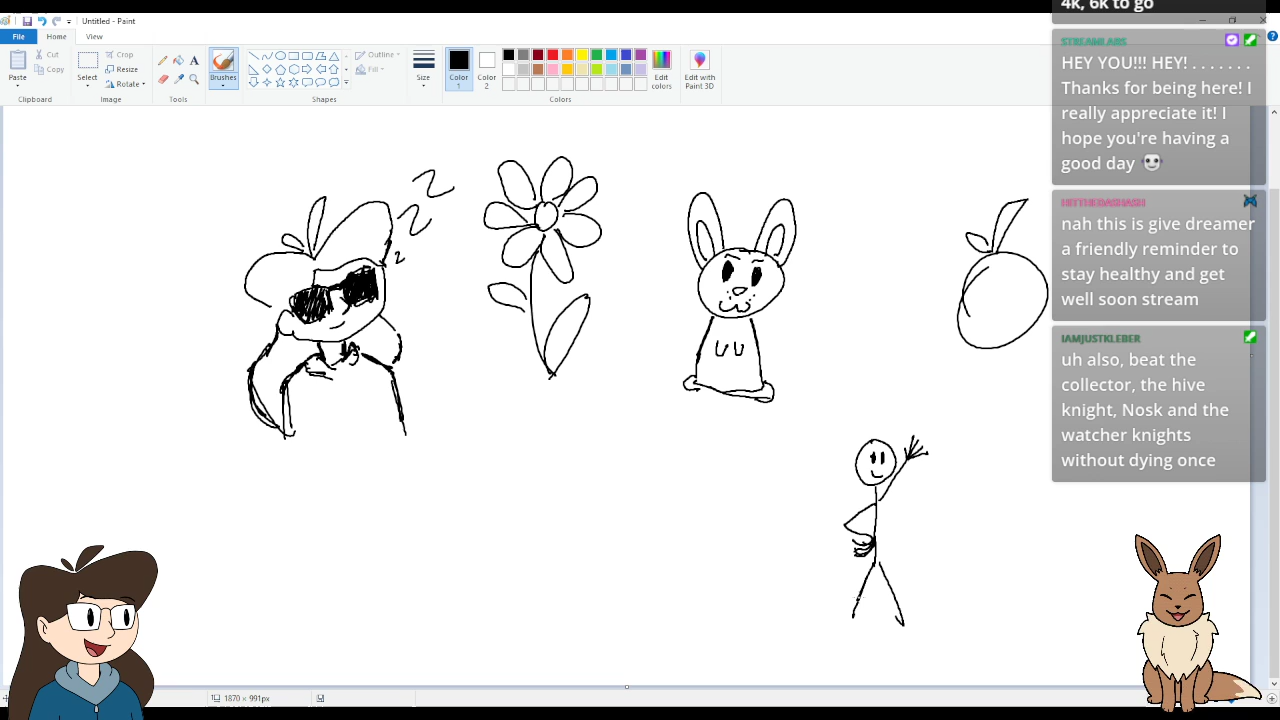 4k, 6k to go
Untitled - Paint
File Home View
Paste
Cut
Copy
Clipboard
Select
Crop
Resize
Rotate
Image
A
Tools
Brushes
Shapes
Outline
Fill
Size
Color 1
Color 2
Edit colors
Colors
Edit with Paint 3D
STREAMLABS
HEY YOU!!! HEY! . . . . . . .
Thanks for being here! I
really appreciate it! I
hope you're having a
good day
nah this is give dreamer
a friendly reminder to
stay healthy and get
well soon stream
IAMJUSTKLEBER
uh also, beat the
collector, the hive
knight, Nosk and the
watcher knights
without dying once
Z
Z
z
1870 × 991px